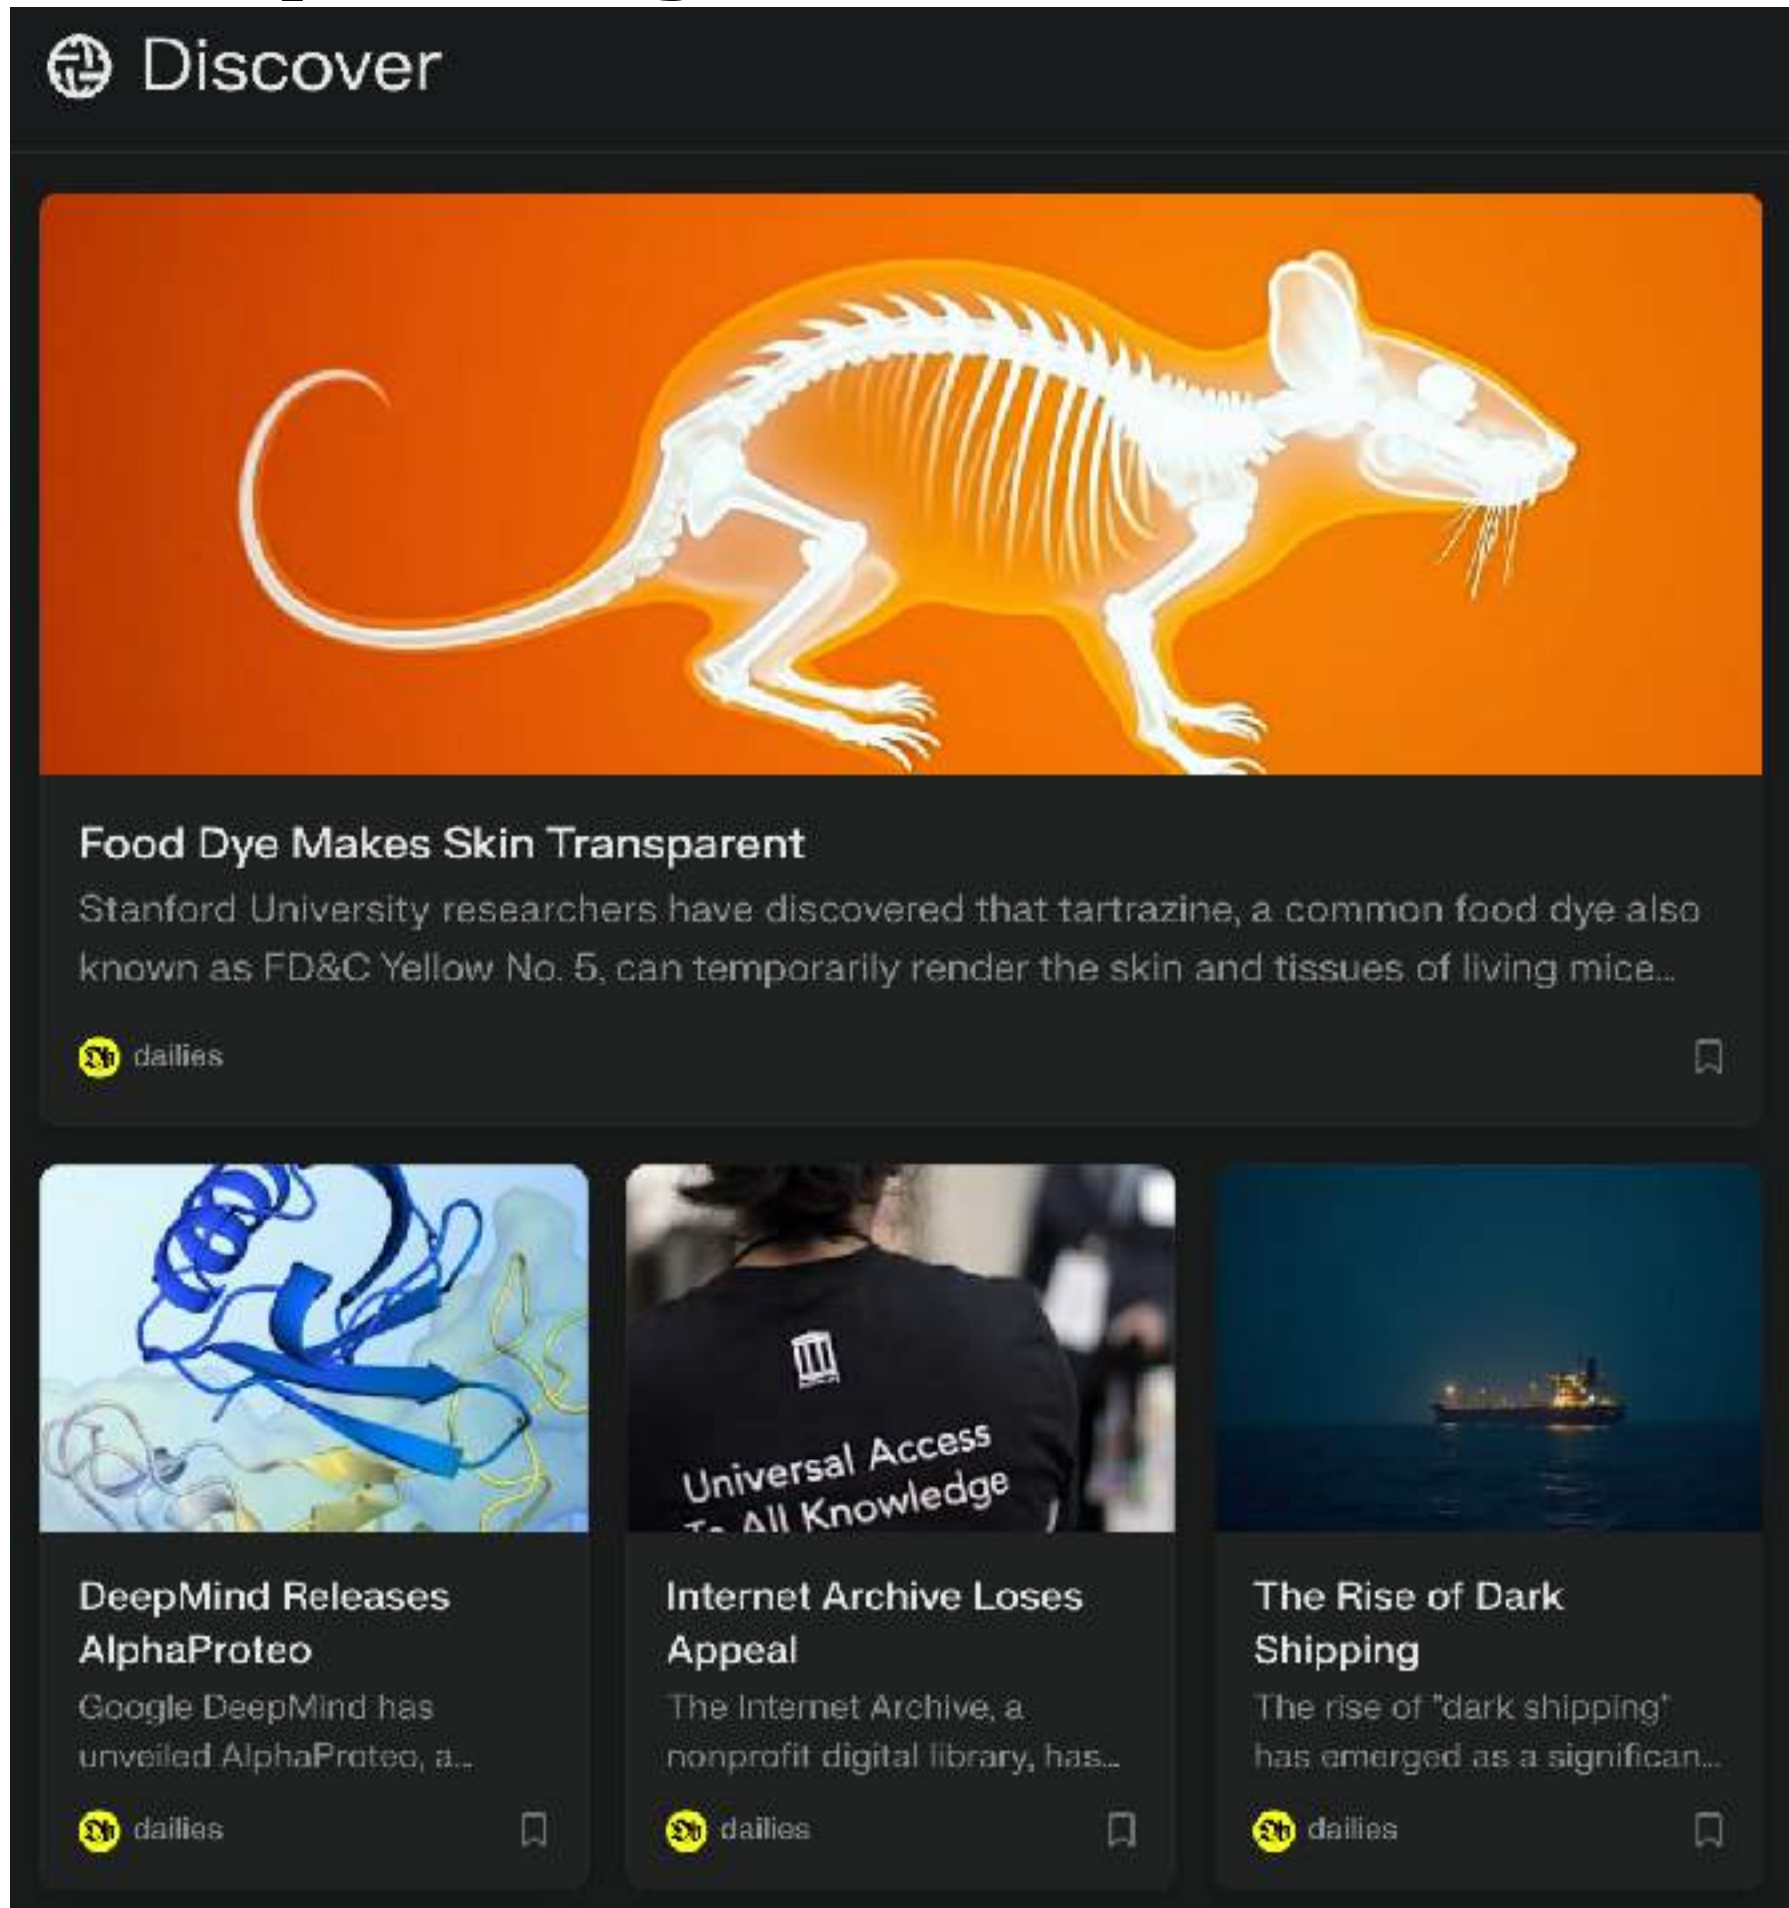 Discover
Food Dye Makes Skin Transparent
Stanford University researchers have discovered that tartrazine, a common food dye also
known as FD&C Yellow No. 5, can temporarily render the skin and tissues of living mice...
dailies
DeepMind Releases
AlphaProteo
Google DeepMind has
unveiled AlphaProteo, a...
dailies
Universal Access
To All Knowledge
Internet Archive Loses
Appeal
The Internet Archive, a
nonprofit digital library, has...
dailies
The Rise of Dark
Shipping
The rise of "dark shipping"
has emerged as a significan...
dailies